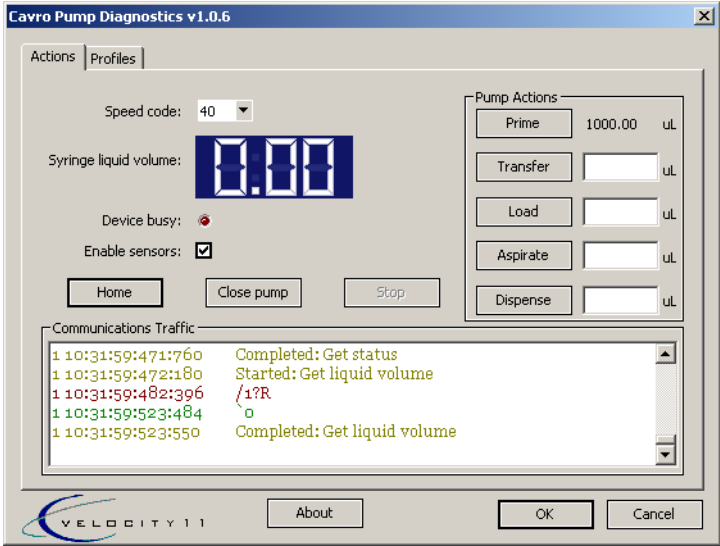 Cavro Pump Diagnostics v1.0.6
Actions Profiles
Speed code: 40
Syringe liquid volume: 0.00
Device busy:
Enable sensors:
Home Close pump Stop
Pump Actions
Prime 1000.00 uL
Transfer uL
Load uL
Aspirate uL
Dispense uL
Communications Traffic
1 10:31:59:471:760 Completed: Get status
1 10:31:59:472:180 Started: Get liquid volume
1 10:31:59:482:396 /1?R
1 10:31:59:523:484 `0
1 10:31:59:523:550 Completed: Get liquid volume
VELOCITY11
About OK Cancel